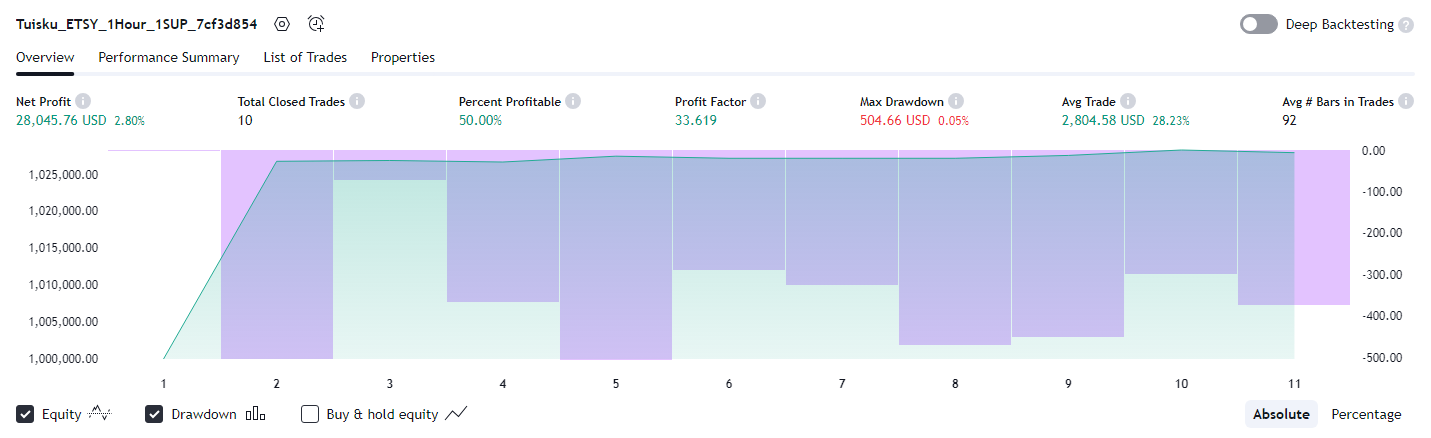 Tuisku_ETSY_1Hour_1SUP_7cf3d854
Deep Backtesting ?
Overview Performance Summary List of Trades Properties
Net Profit Total Closed Trades Percent Profitable Profit Factor Max Drawdown Avg Trade Avg # Bars in Trades
28,045.76 USD 2.80% 10 50.00% 33.619 504.66 USD 0.05% 2,804.58 USD 28.23% 92
0.00
1,025,000.00
-100.00
1,020,000.00
-200.00
1,015,000.00
-300.00
1,010,000.00
-400.00
1,005,000.00
1,000,000.00
-500.00
1 2 3 4 5 6 7 8 9 10 11
Equity Drawdown Buy & hold equity Absolute Percentage